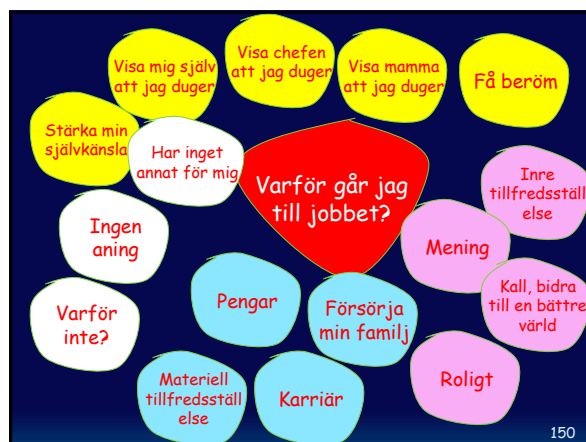 Visa mig själv
att jag duger
Visa chefen
att jag duger
Visa mamma
att jag duger
Få beröm
Stärka min
självkänsla
Har inget
annat för mig
Varför går jag
till jobbet?
Inre
tillfredsställ
else
Ingen
aning
Mening
Kall, bidra
till en bättre
värld
Varför
inte?
Pengar
Försörja
min familj
Materiell
tillfredsställ
else
Karriär
Roligt
150